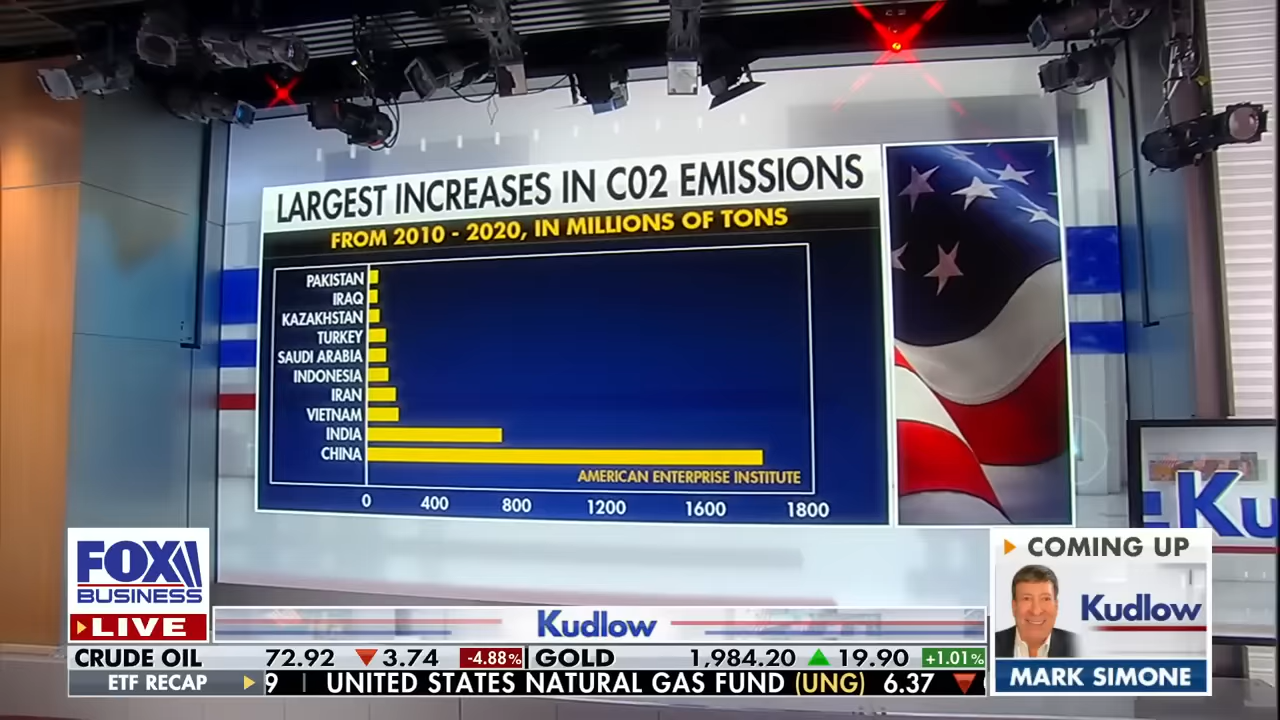 LARGEST INCREASES IN C02 EMISSIONS
FROM 2010 - 2020, IN MILLIONS OF TONS
PAKISTAN
IRAQ
KAZAKHSTAN
TURKEY
SAUDI ARABIA
INDONESIA
IRAN
VIETNAM
INDIA
CHINA
AMERICAN ENTERPRISE INSTITUTE
0 400 800 1200 1600 1800
Ku
FOX
BUSINESS
LIVE
Kudlow
COMING UP
Kudlow
MARK SIMONE
CRUDE OIL 72.92 ▼ 3.74 -4.88% GOLD 1,984.20 ▲ 19.90 +1.01%
ETF RECAP 9 UNITED STATES NATURAL GAS FUND (UNG) 6.37 ▼